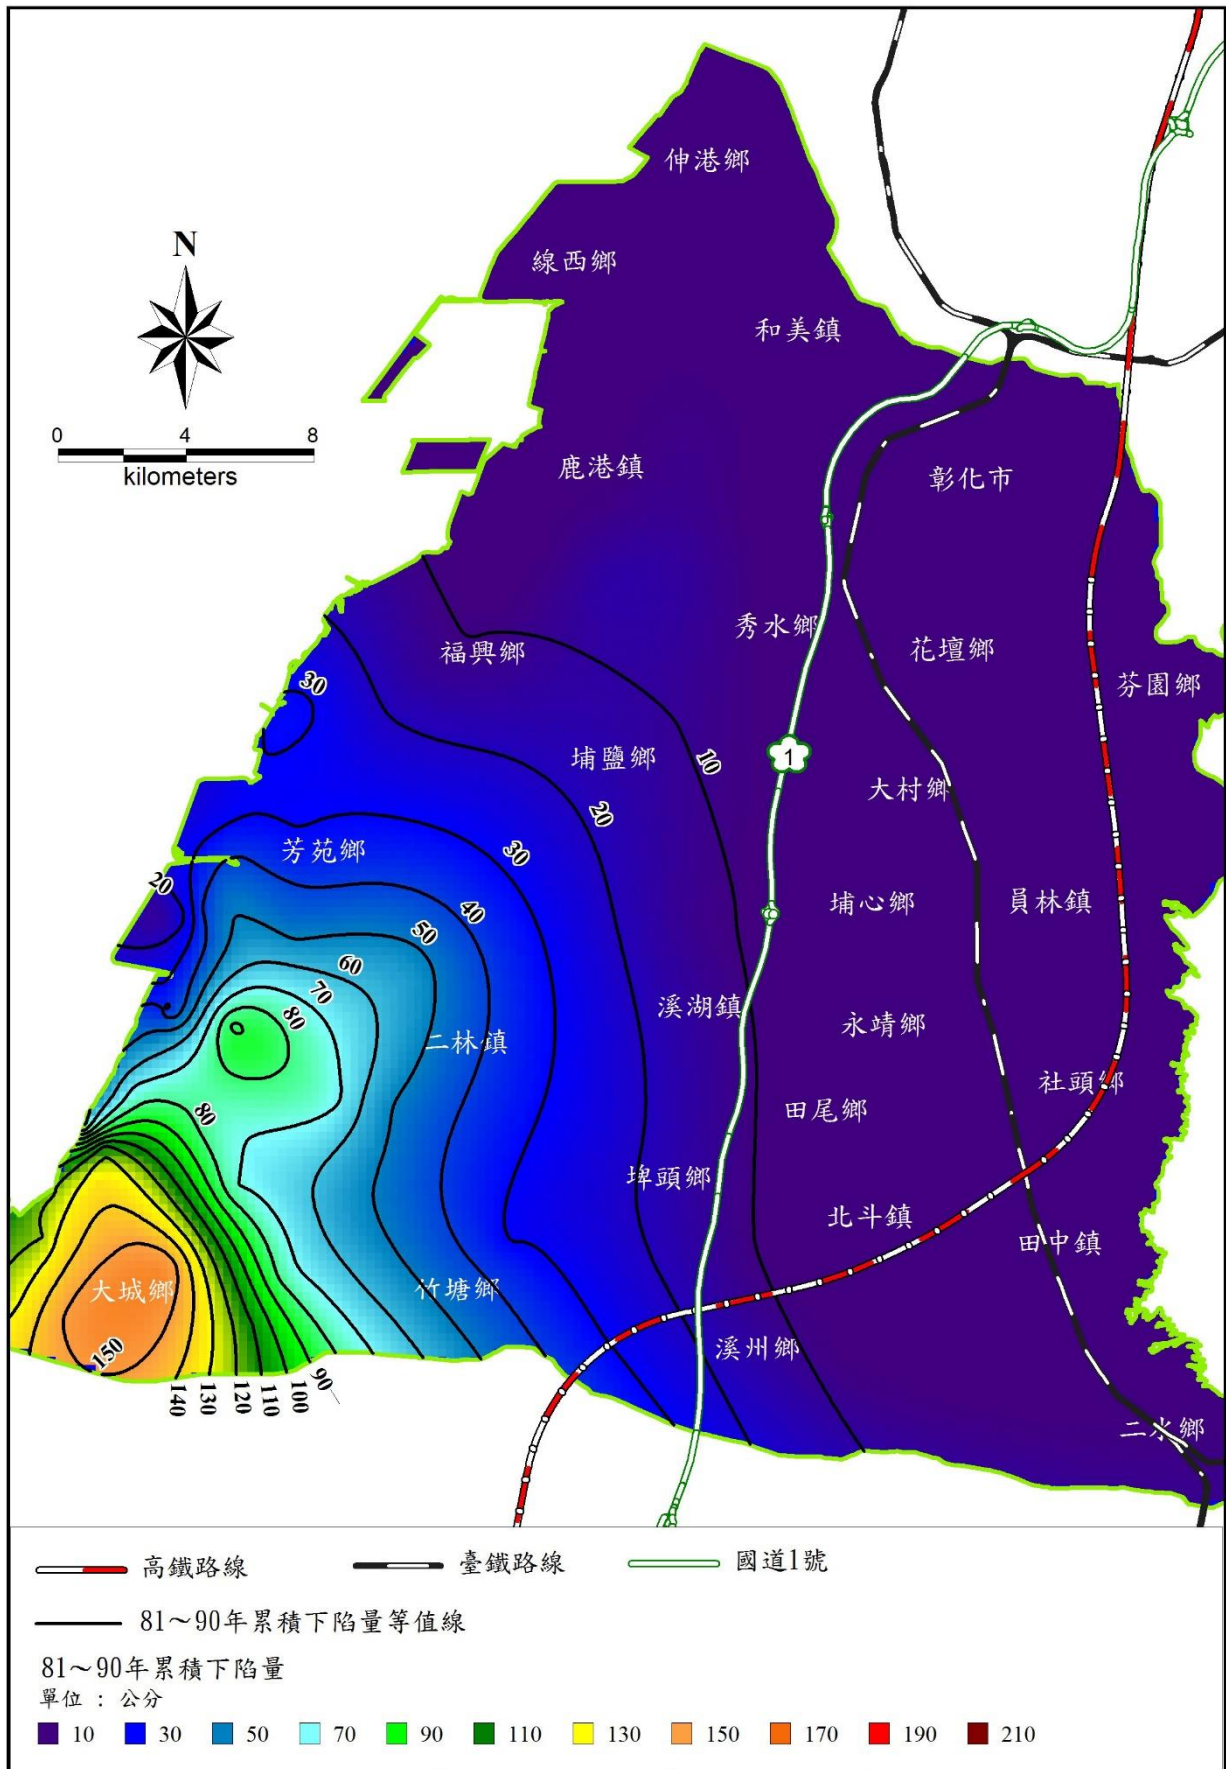 伸港鄉
N
線西鄉
和美鎮
0 4 8
kilometers
鹿港鎮
彰化市
秀水鄉
福興鄉
花壇鄉
芬園鄉
30
埔鹽鄉
10
1
大村鄉
20
芳苑鄉
30
20
40
埔心鄉
員林鎮
50
60
70
溪湖鎮
80
永靖鄉
二林鎮
社頭鄉
80
田尾鄉
埤頭鄉
北斗鎮
田中鎮
大城鄉
竹塘鄉
溪州鄉
150
140
130
120
110
100
90
二水鄉
高鐵路線
臺鐵路線
國道1號
81～90年累積下陷量等值線
81～90年累積下陷量
單位 : 公分
10 30 50 70 90 110 130 150 170 190 210